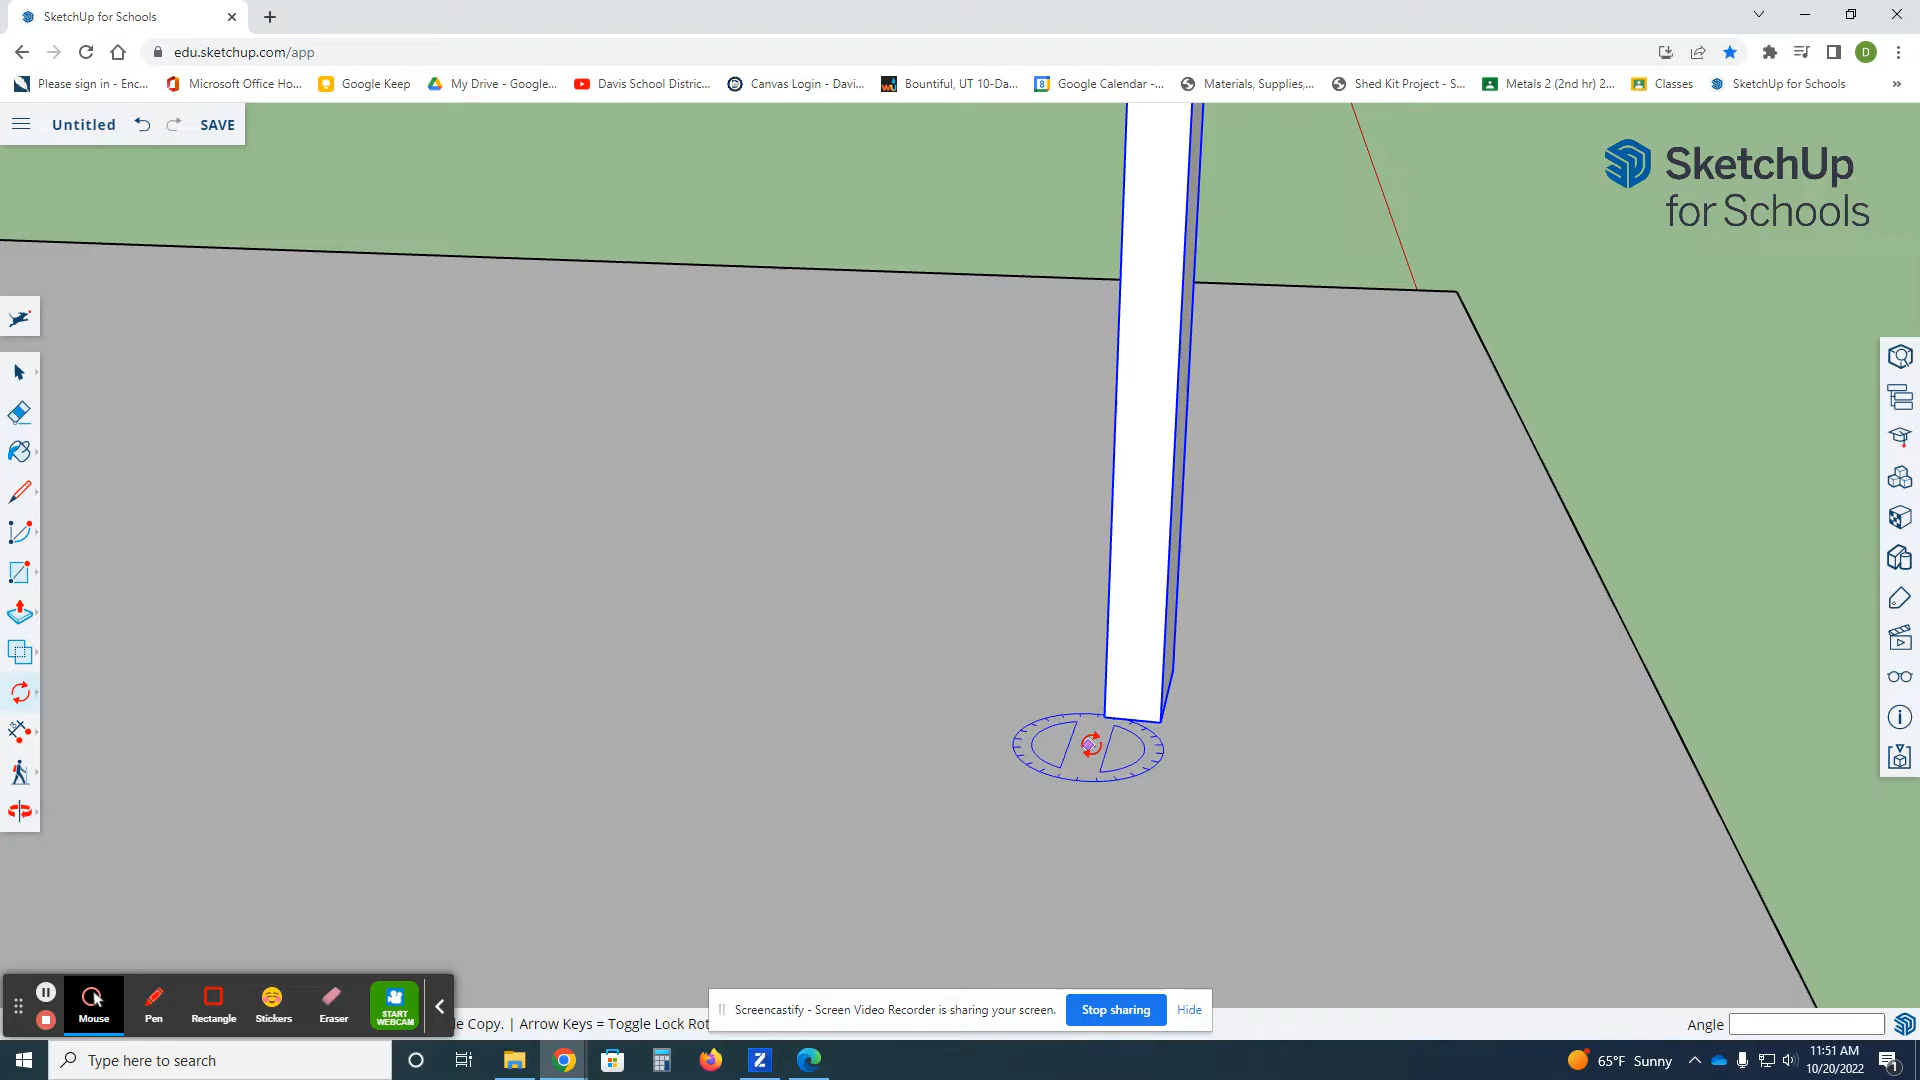 SketchUp for Schools
edu.sketchup.com/app
D
Please sign in - Enc...
Microsoft Office Ho...
Google Keep
My Drive - Google...
Davis School Distric...
Canvas Login - Davi...
Bountiful, UT 10-Da...
8
Google Calendar -...
Materials, Supplies,...
Shed Kit Project - S...
Metals 2 (2nd hr) 2...
Classes
SketchUp for Schools
»
Untitled
SAVE
SketchUp
for Schools
Mouse
Pen
Rectangle
Stickers
Eraser
START
WEBCAM
le Copy. | Arrow Keys = Toggle Lock Rot
Screencastify - Screen Video Recorder is sharing your screen.
Stop sharing
Hide
Angle
Type here to search
Z
65°F Sunny
11:51 AM
10/20/2022
1